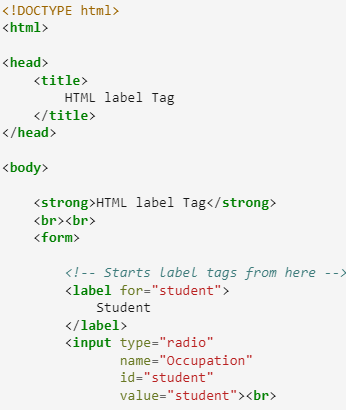 <!DOCTYPE html>
<html>
<head>
<title>
HTML label Tag
</title>
</head>
<body>
<strong>HTML label Tag</strong>
<br><br>
<form>
<!-- Starts label tags from here -->
<label for="student">
Student
</label>
<input type="radio"
name="Occupation"
id="student"
value="student"><br>